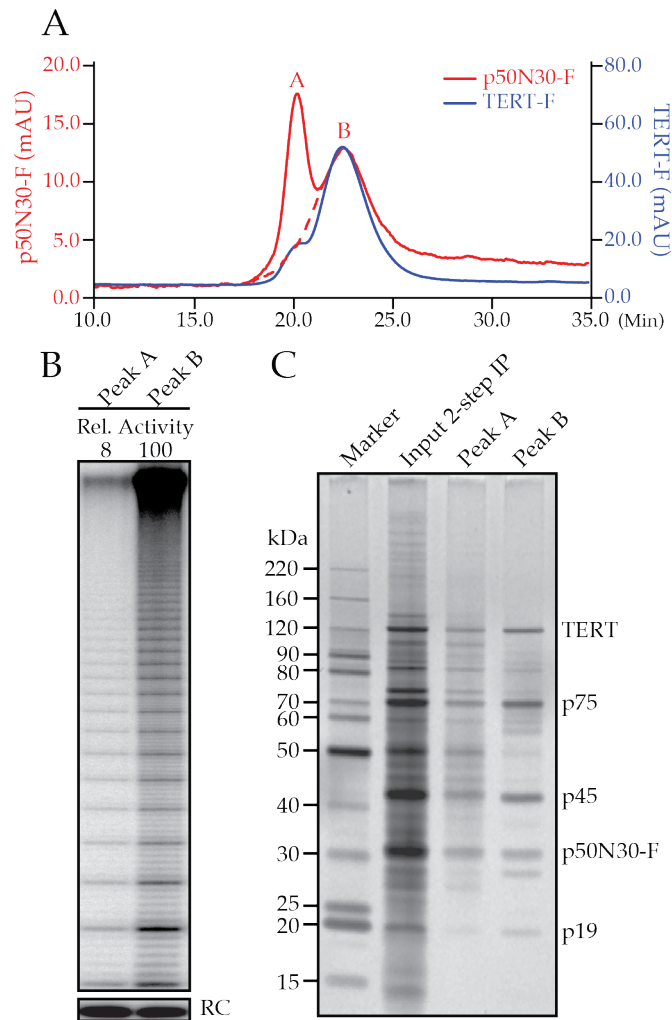 A
p50N30-F (mAU)
20.0
15.0
10.0
5.0
0.0
A
B
p50N30-F
TERT-F
80.0
60.0
40.0
20.0
0.0
TERT-F (mAU)
10.0 15.0 20.0 25.0 30.0 35.0 (Min)
B
Peak A
Peak B
Rel. Activity
8 100
RC
C
Marker
Input 2-step IP
Peak A
Peak B
kDa
220
160
120
90
80
70
60
50
40
30
25
20
15
TERT
p75
p45
p50N30-F
p19